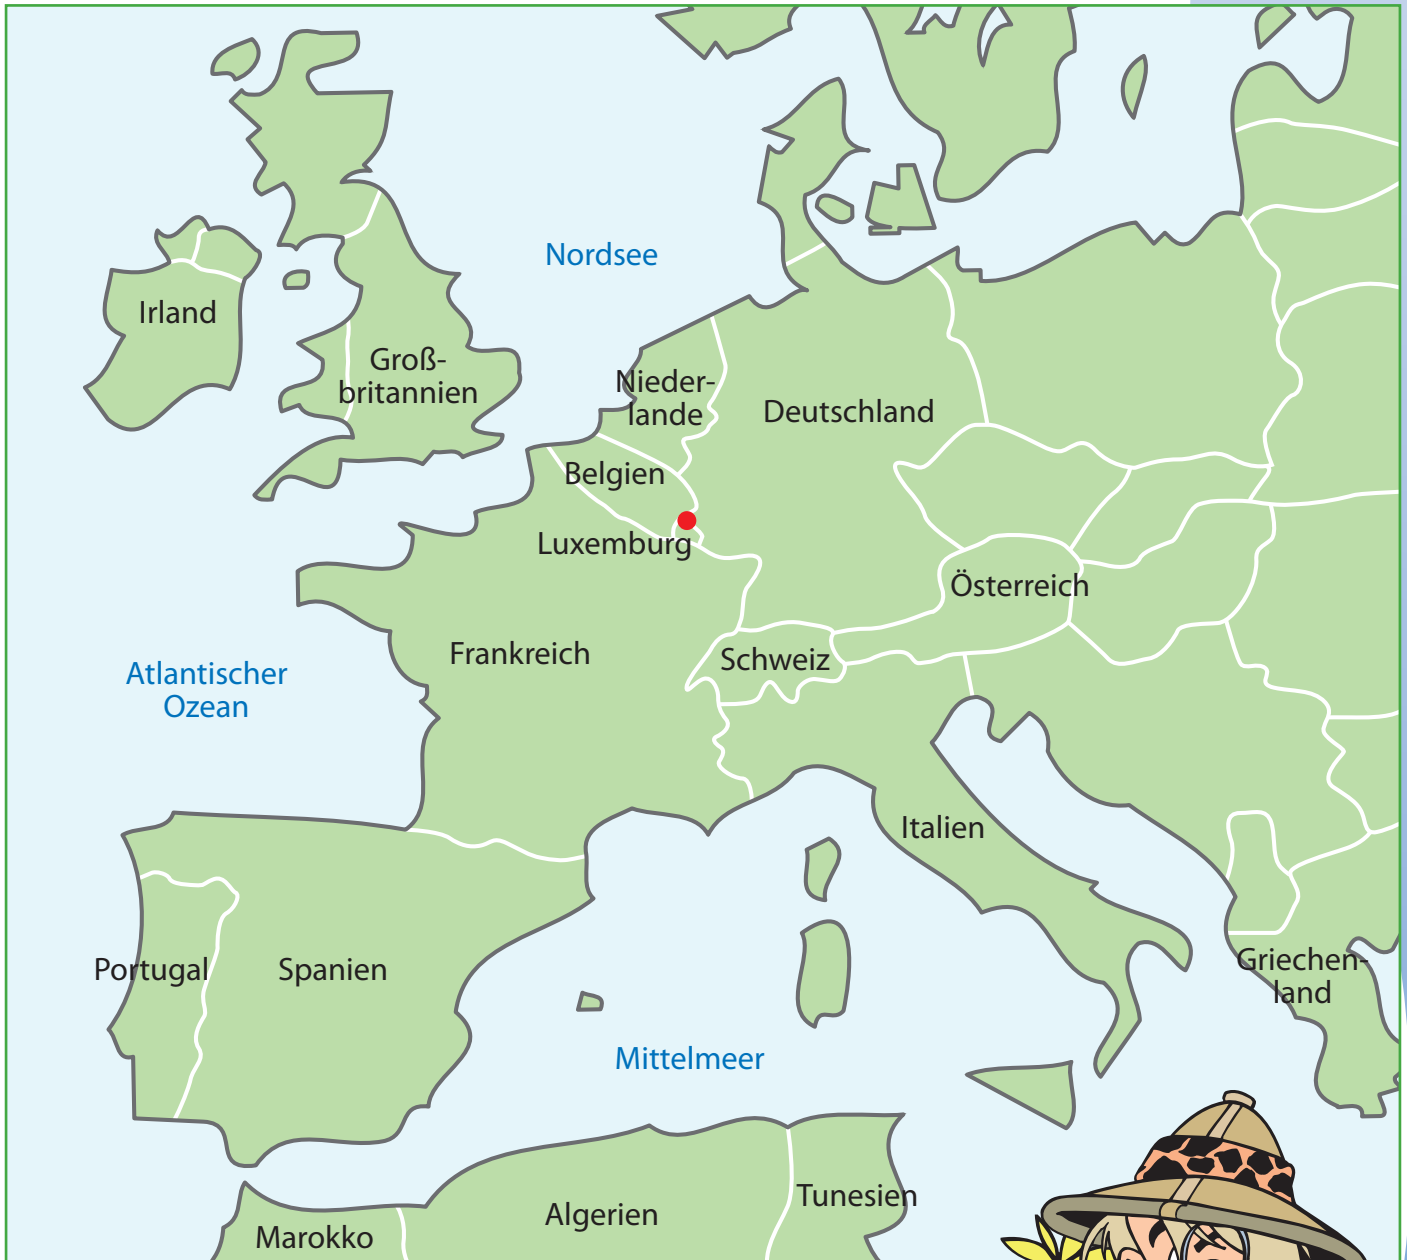 Nordsee
Irland
Groß-
britannien
Nieder-
lande
Deutschland
Belgien
Luxemburg
Österreich
Frankreich
Schweiz
Atlantischer
Ozean
Italien
Portugal
Spanien
Griechen-
land
Mittelmeer
Tunesien
Algerien
Marokko